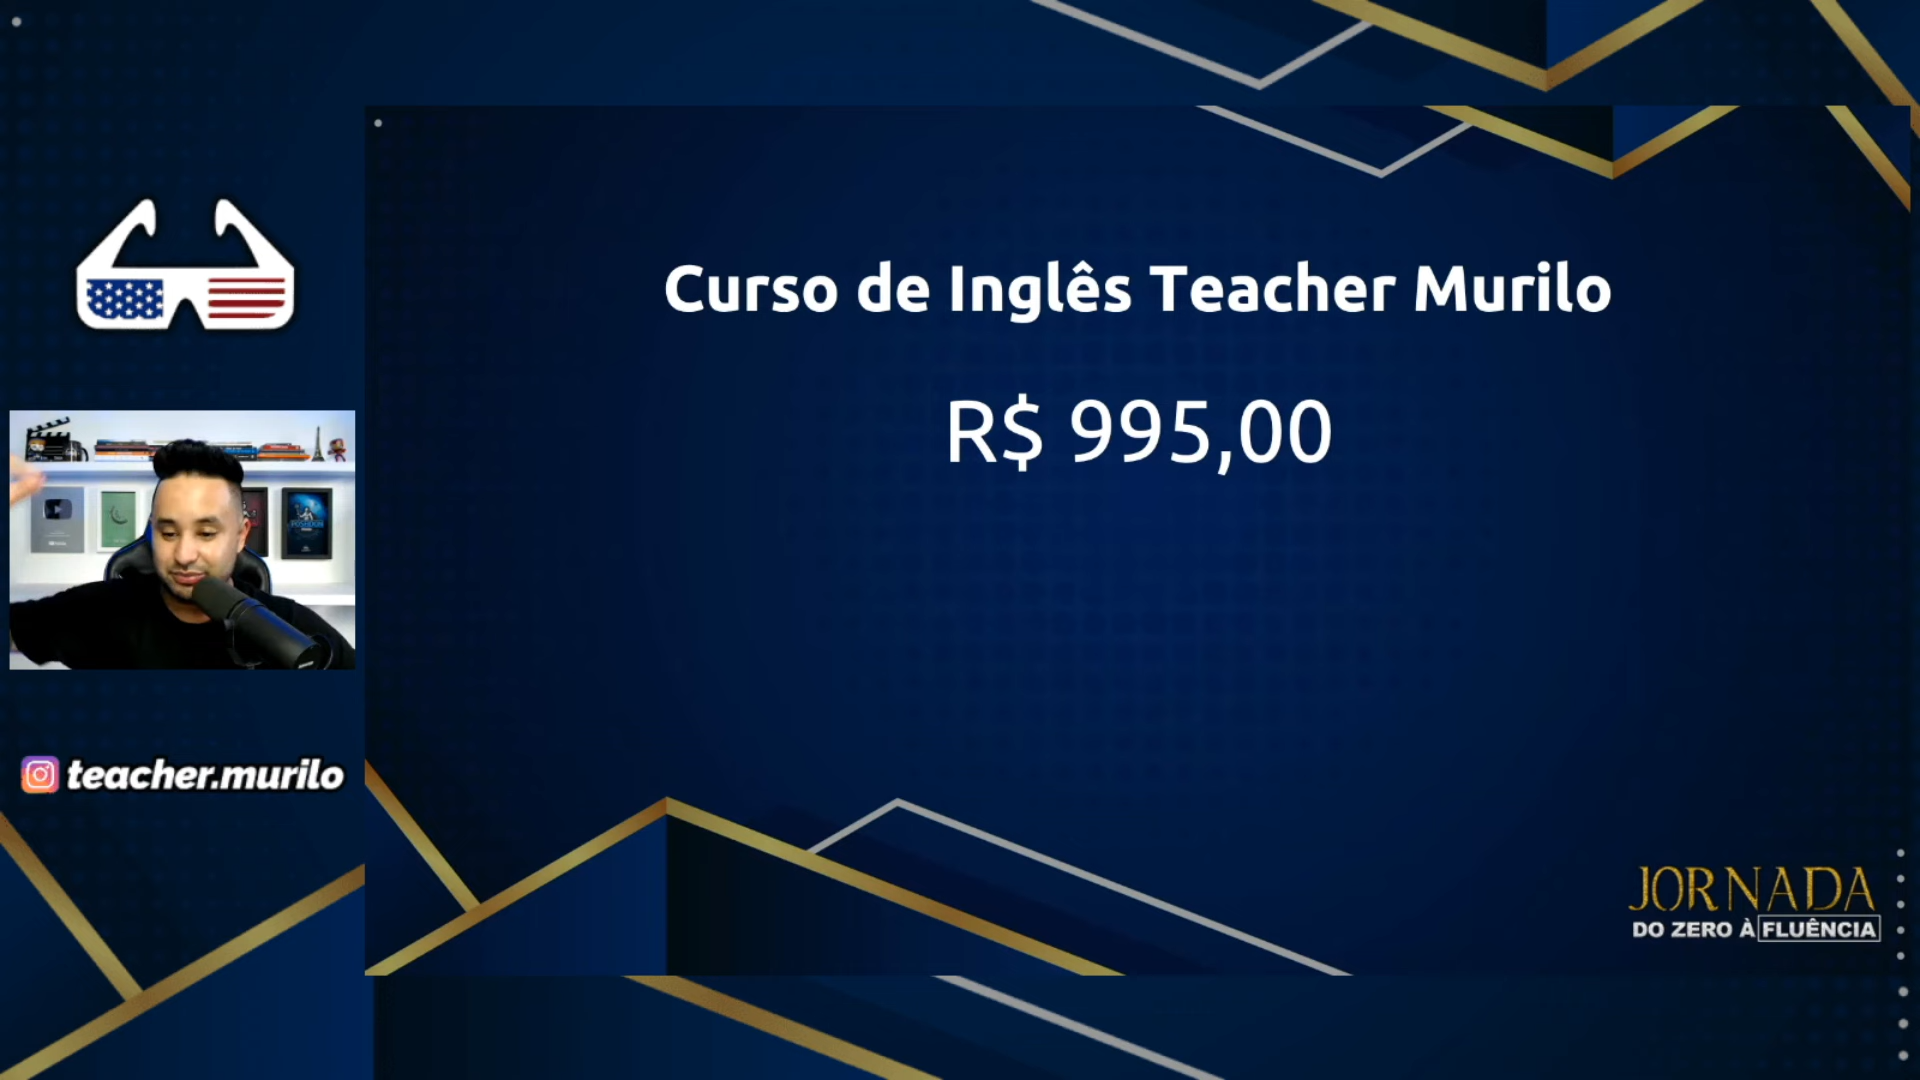 Curso de Inglês Teacher Murilo
R$ 995,00
teacher.murilo
JORNADA
DO ZERO À FLUÊNCIA